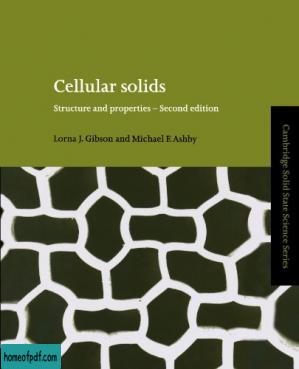 Cellular solids
Structure and properties – Second edition
Lorna J. Gibson and Michael F. Ashby
Cambridge Solid State Science Series
homeofpdf.com